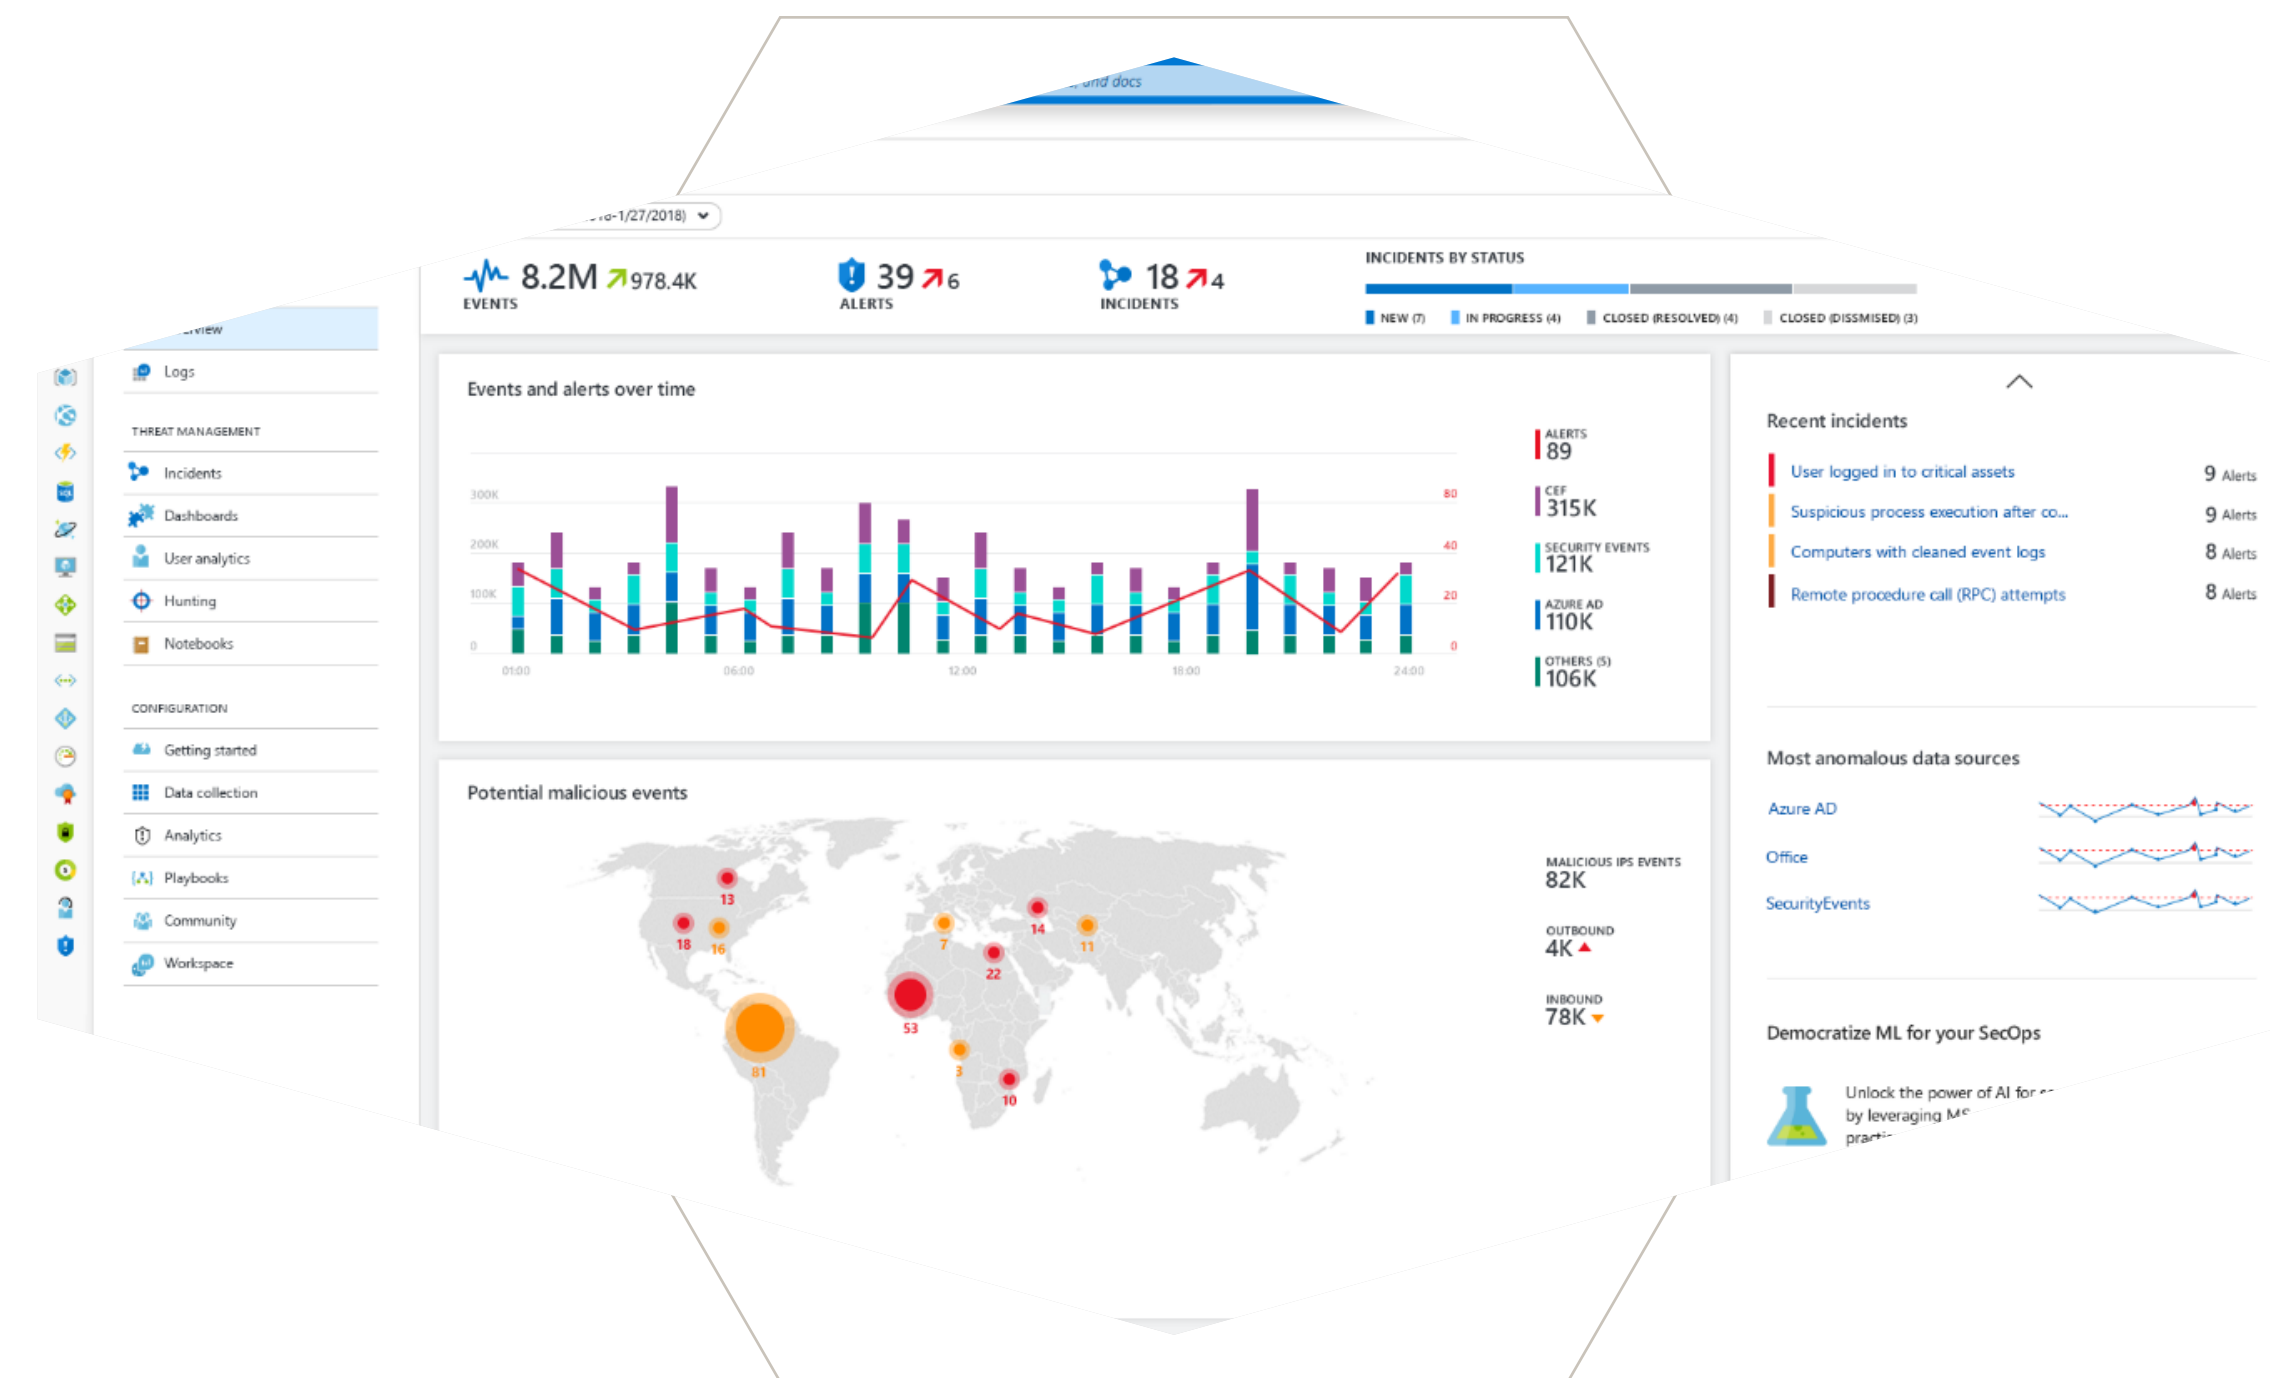 and docs
-1/27/2018)
8.2M 978.4K
EVENTS
39 6
ALERTS
18 4
INCIDENTS
INCIDENTS BY STATUS
NEW (7) IN PROGRESS (4) CLOSED (RESOLVED) (4) CLOSED (DISSMISED) (3)
Logs
THREAT MANAGEMENT
Incidents
Dashboards
User analytics
Hunting
Notebooks
CONFIGURATION
Getting started
Data collection
Analytics
Playbooks
Community
Workspace
Events and alerts over time
300K
200K
100K
0
80
40
20
0
01:00 06:00 12:00 18:00 24:00
ALERTS
89
CEF
315K
SECURITY EVENTS
121K
AZURE AD
110K
OTHERS (5)
106K
Potential malicious events
13
18
16
81
7
14
11
22
53
3
10
MALICIOUS IPS EVENTS
82K
OUTBOUND
4K
INBOUND
78K
Recent incidents
User logged in to critical assets 9 Alerts
Suspicious process execution after co... 9 Alerts
Computers with cleaned event logs 8 Alerts
Remote procedure call (RPC) attempts 8 Alerts
Most anomalous data sources
Azure AD
Office
SecurityEvents
Democratize ML for your SecOps
Unlock the power of AI for
by leveraging